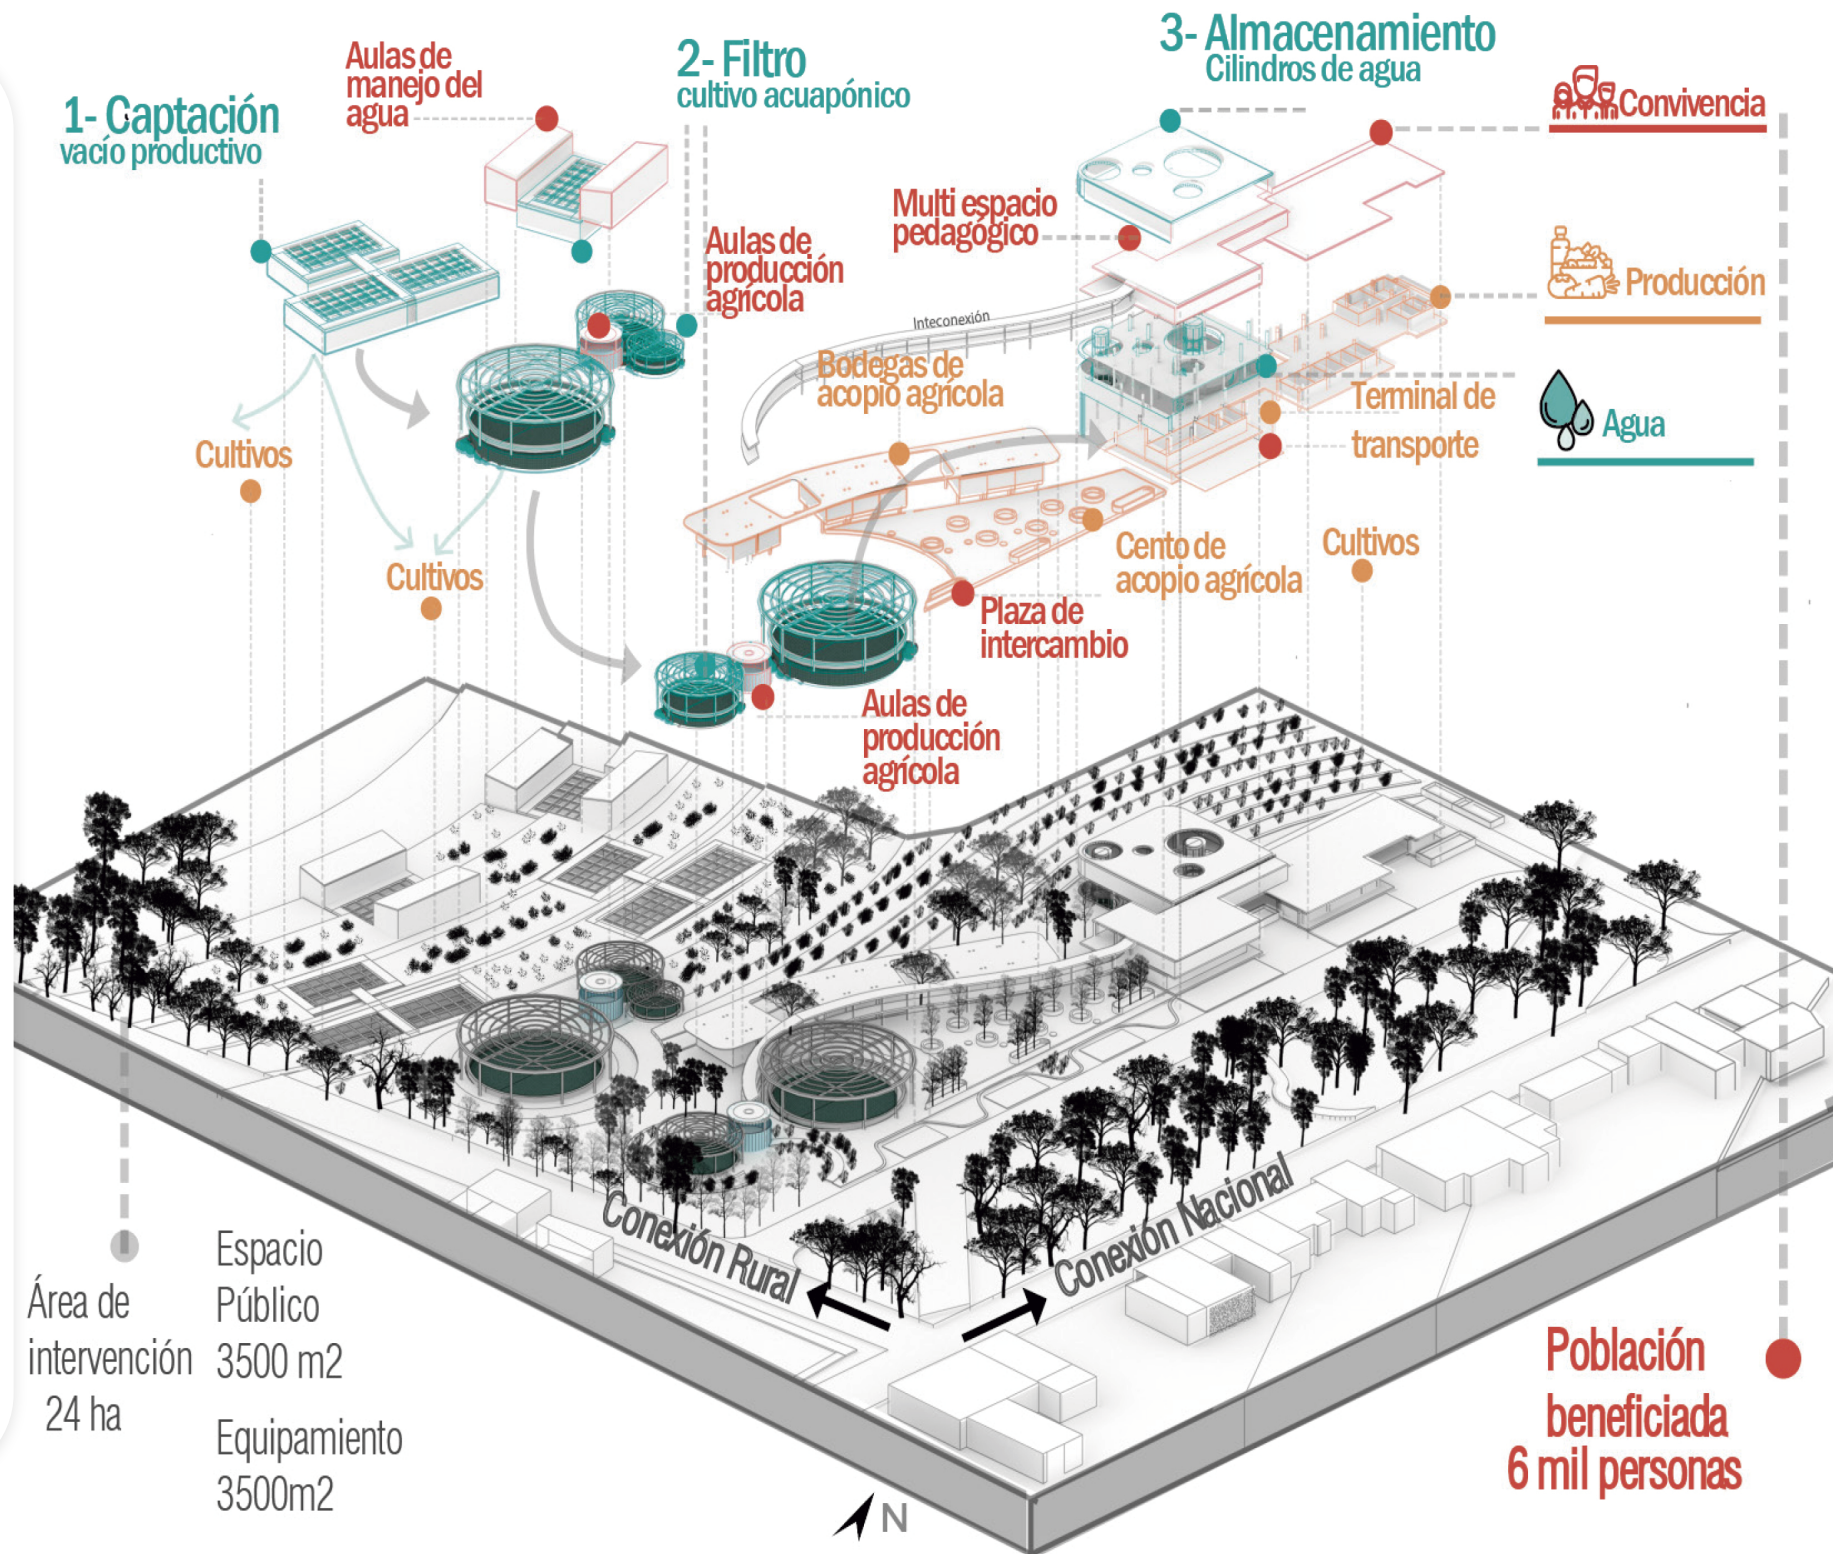 1- Captación
vacío productivo
Aulas de
manejo del
agua
2- Filtro
cultivo acuapónico
3- Almacenamiento
Cilindros de agua
Convivencia
Multi espacio
pedagógico
Aulas de
producción
agrícola
Producción
Inteconexión
Bodegas de
acopio agrícola
Terminal de
transporte
Agua
Cultivos
Cultivos
Cento de
acopio agrícola
Cultivos
Plaza de
intercambio
Aulas de
producción
agrícola
Conexión Rural
Conexión Nacional
Área de
intervención
24 ha
Espacio
Público
3500 m2
Equipamiento
3500m2
Población
beneficiada
6 mil personas
N